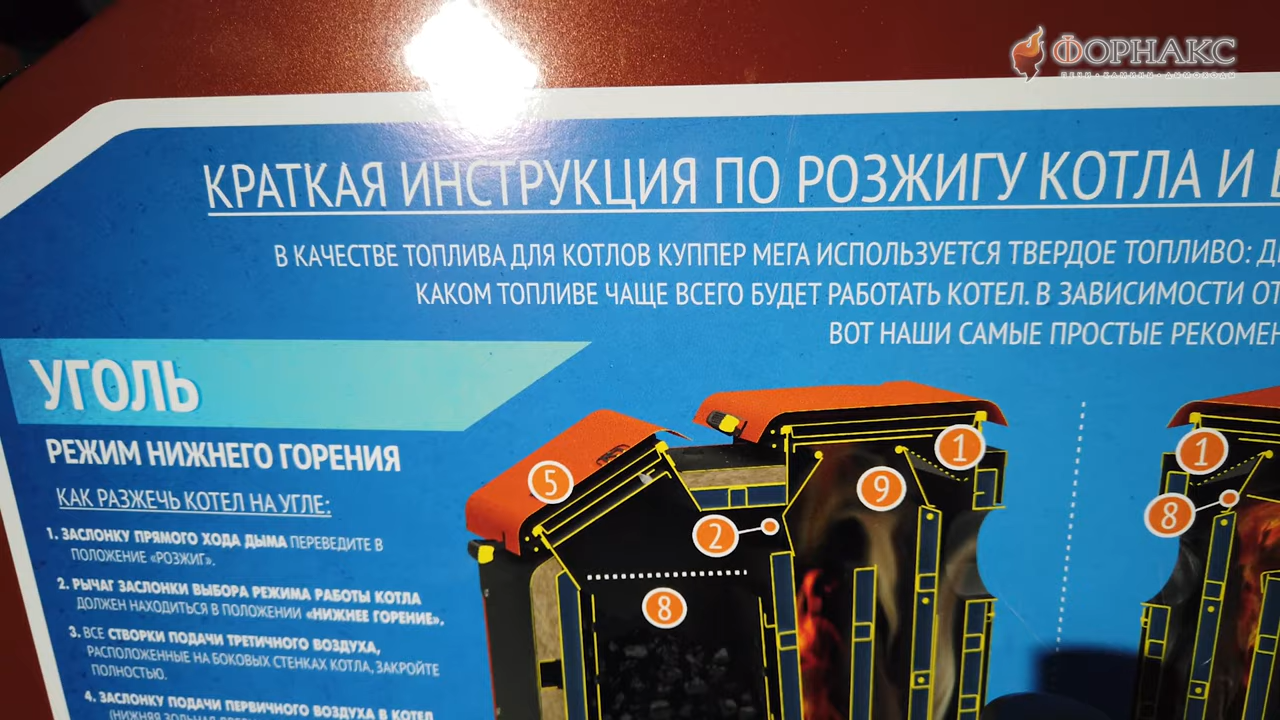 ФОРНАКС
ПЕЧИ • КАМИНЫ • ДЫМОХОДЫ
КРАТКАЯ ИНСТРУКЦИЯ ПО РОЗЖИГУ КОТЛА И
В КАЧЕСТВЕ ТОПЛИВА ДЛЯ КОТЛОВ КУППЕР МЕГА ИСПОЛЬЗУЕТСЯ ТВЕРДОЕ ТОПЛИВО:
КАКОМ ТОПЛИВЕ ЧАЩЕ ВСЕГО БУДЕТ РАБОТАТЬ КОТЕЛ. В ЗАВИСИМОСТИ ОТ
ВОТ НАШИ САМЫЕ ПРОСТЫЕ
УГОЛЬ
РЕЖИМ НИЖНЕГО ГОРЕНИЯ
КАК РАЗЖЕЧЬ КОТЕЛ НА УГЛЕ:
1. ЗАСЛОНКУ ПРЯМОГО ХОДА ДЫМА ПЕРЕВЕДИТЕ В
ПОЛОЖЕНИЕ «РОЗЖИГ».
2. РЫЧАГ ЗАСЛОНКИ ВЫБОРА РЕЖИМА РАБОТЫ КОТЛА
ДОЛЖЕН НАХОДИТЬСЯ В ПОЛОЖЕНИИ «НИЖНЕЕ ГОРЕНИЕ».
3. ВСЕ СТВОРКИ ПОДАЧИ ТРЕТИЧНОГО ВОЗДУХА,
РАСПОЛОЖЕННЫЕ НА БОКОВЫХ СТЕНКАХ КОТЛА, ЗАКРОЙТЕ
ПОЛНОСТЬЮ.
4. ЗАСЛОНКУ ПОДАЧИ ПЕРВИЧНОГО ВОЗДУХА В КОТЕЛ
5
2
8
9
1
1
8